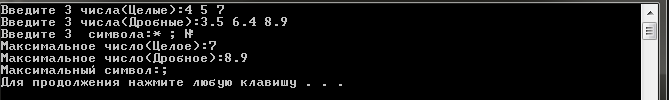 Введите 3 числа(Целые):4 5 7
Введите 3 числа(Дробные):3.5 6.4 8.9
Введите 3  символа:* ; №
Максимальное число(Целое):7
Максимальное число(Дробное):8.9
Максимальный символ:;
Для продолжения нажмите любую клавишу . . .